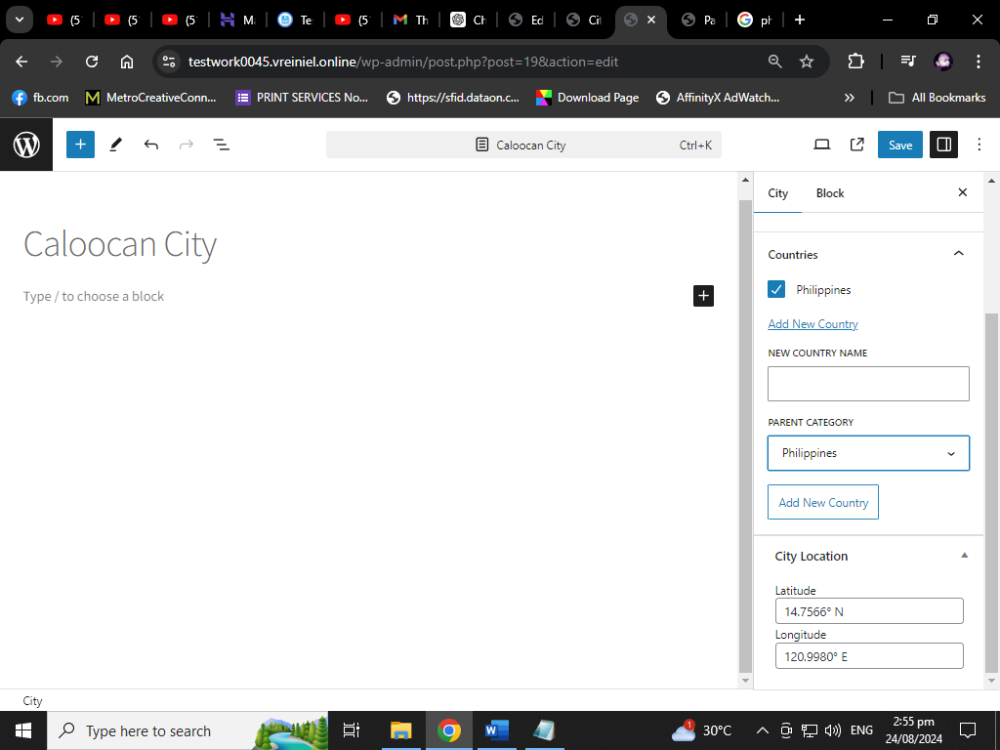 (5 (5 (5 M Te (5 Th Ch Ed Cit Pa ph
testwork0045.vreiniel.online/wp-admin/post.php?post=19&action=edit
fb.com MetroCreativeConn... PRINT SERVICES No... https://sfid.dataon.c... Download Page AffinityX AdWatch... » All Bookmarks
Caloocan City Ctrl+K Save
City Block
Caloocan City
Type / to choose a block
Countries
Philippines
Add New Country
NEW COUNTRY NAME
PARENT CATEGORY
Philippines
Add New Country
City Location
Latitude
14.7566° N
Longitude
120.9980° E
City
Type here to search 1 30°C ENG 2:55 pm
24/08/2024